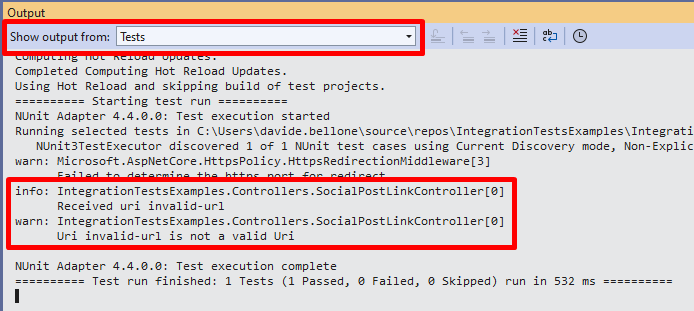 Output
Show output from: Tests
Computing Hot Reload Updates.
Completed Computing Hot Reload Updates.
Using Hot Reload and skipping build of test projects.
========== Starting test run ==========
NUnit Adapter 4.4.0.0: Test execution started
Running selected tests in C:\Users\davide.bellone\source\repos\IntegrationTestsExamples\Integrati
NUnit3TestExecutor discovered 1 of 1 NUnit test cases using Current Discovery mode, Non-Explic
warn: Microsoft.AspNetCore.HttpsPolicy.HttpsRedirectionMiddleware[3]
Failed to determine the https port for redirect.
info: IntegrationTestsExamples.Controllers.SocialPostLinkController[0]
Received uri invalid-url
warn: IntegrationTestsExamples.Controllers.SocialPostLinkController[0]
Uri invalid-url is not a valid Uri
NUnit Adapter 4.4.0.0: Test execution complete
========== Test run finished: 1 Tests (1 Passed, 0 Failed, 0 Skipped) run in 532 ms ==========